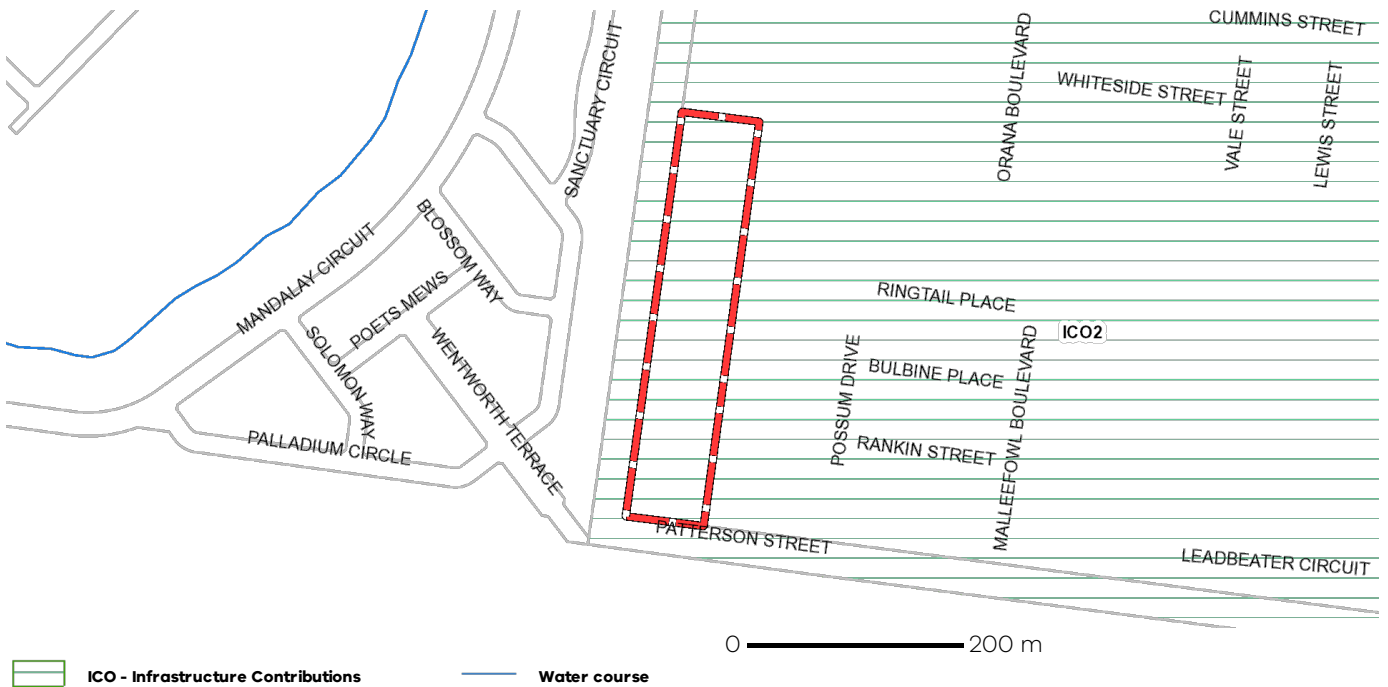 CUMMINS STREET
ORANA BOULEVARD
WHITESIDE STREET
VALE STREET
LEWIS STREET
SANCTUARY CIRCUIT
BLOSSOM WAY
MANDALAY CIRCUIT
POETS MEWS
SOLOMON WAY
WENTWORTH TERRACE
PALLADIUM CIRCLE
RINGTAIL PLACE
ICO2
POSSUM DRIVE
BULBINE PLACE
MALLEEFOWL BOULEVARD
RANKIN STREET
PATTERSON STREET
LEADBEATER CIRCUIT
0 200 m
ICO - Infrastructure Contributions
Water course